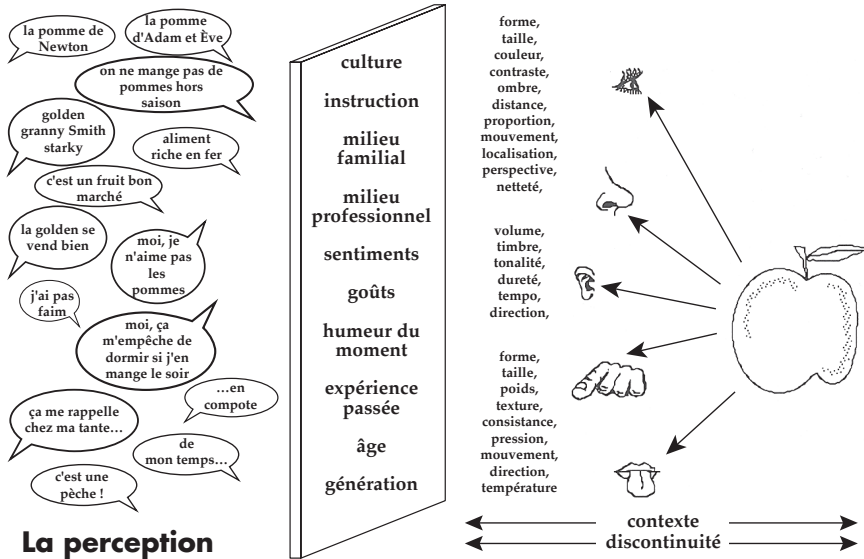 la pomme de
Newton
la pomme
d'Adam et Ève
on ne mange pas de
pommes hors
saison
golden
granny Smith
starky
aliment
riche en fer
c'est un fruit bon
marché
la golden se
vend bien
moi, je
n'aime pas
les
pommes
j'ai pas
faim
moi, ça
m'empêche de
dormir si j'en
mange le soir
…en
compote
ça me rappelle
chez ma tante…
de
mon temps…
c'est une
pèche !
La perception
culture
instruction
milieu
familial
milieu
professionnel
sentiments
goûts
humeur du
moment
expérience
passée
âge
génération
forme,
taille,
couleur,
contraste,
ombre,
distance,
proportion,
mouvement,
localisation,
perspective,
netteté,
volume,
timbre,
tonalité,
dureté,
tempo,
direction,
forme,
taille,
poids,
texture,
consistance,
pression,
mouvement,
direction,
température
contexte
discontinuité